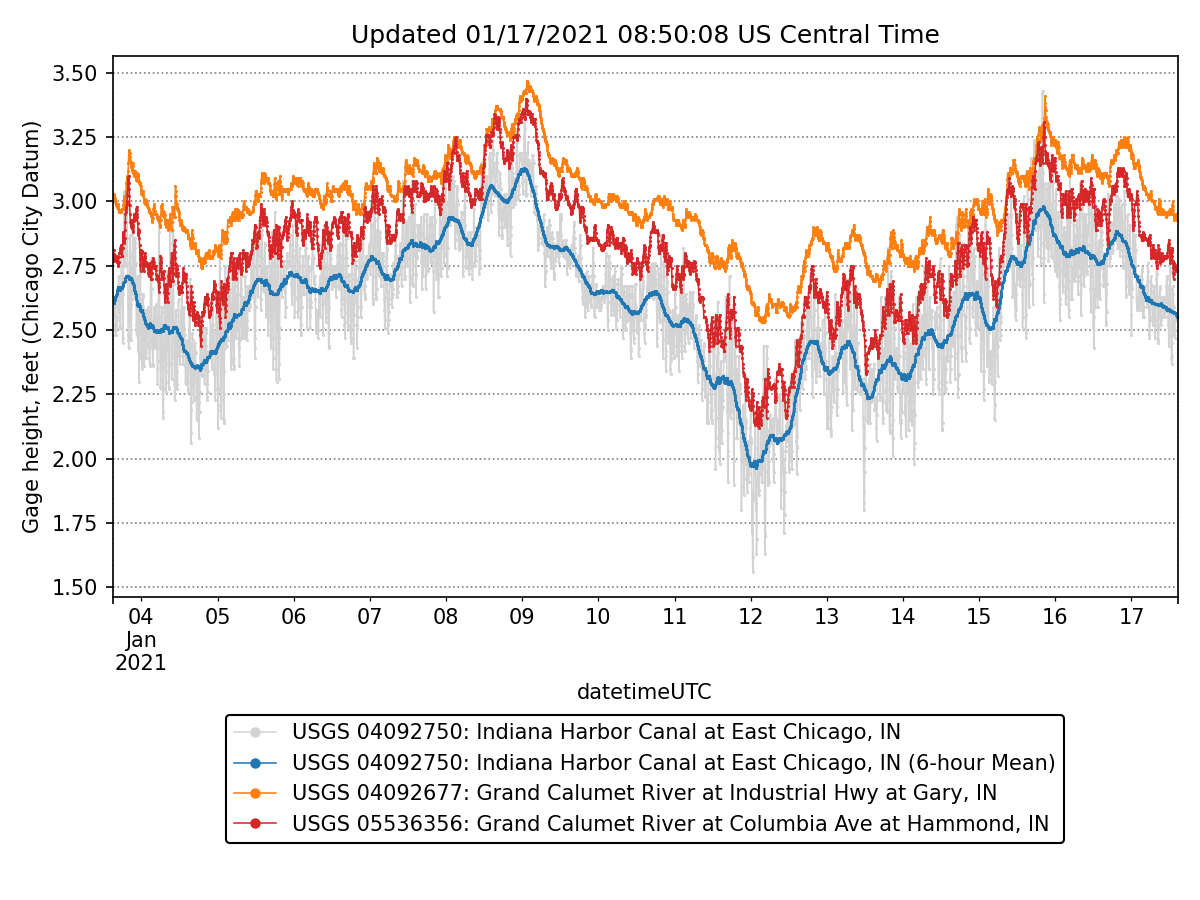 Updated 01/17/2021 08:50:08 US Central Time
Gage height, feet (Chicago City Datum)
3.50
3.25
3.00
2.75
2.50
2.25
2.00
1.75
1.50
04 05 06 07 08 09 10 11 12 13 14 15 16 17
Jan
2021
datetimeUTC
USGS 04092750: Indiana Harbor Canal at East Chicago, IN
USGS 04092750: Indiana Harbor Canal at East Chicago, IN (6-hour Mean)
USGS 04092677: Grand Calumet River at Industrial Hwy at Gary, IN
USGS 05536356: Grand Calumet River at Columbia Ave at Hammond, IN